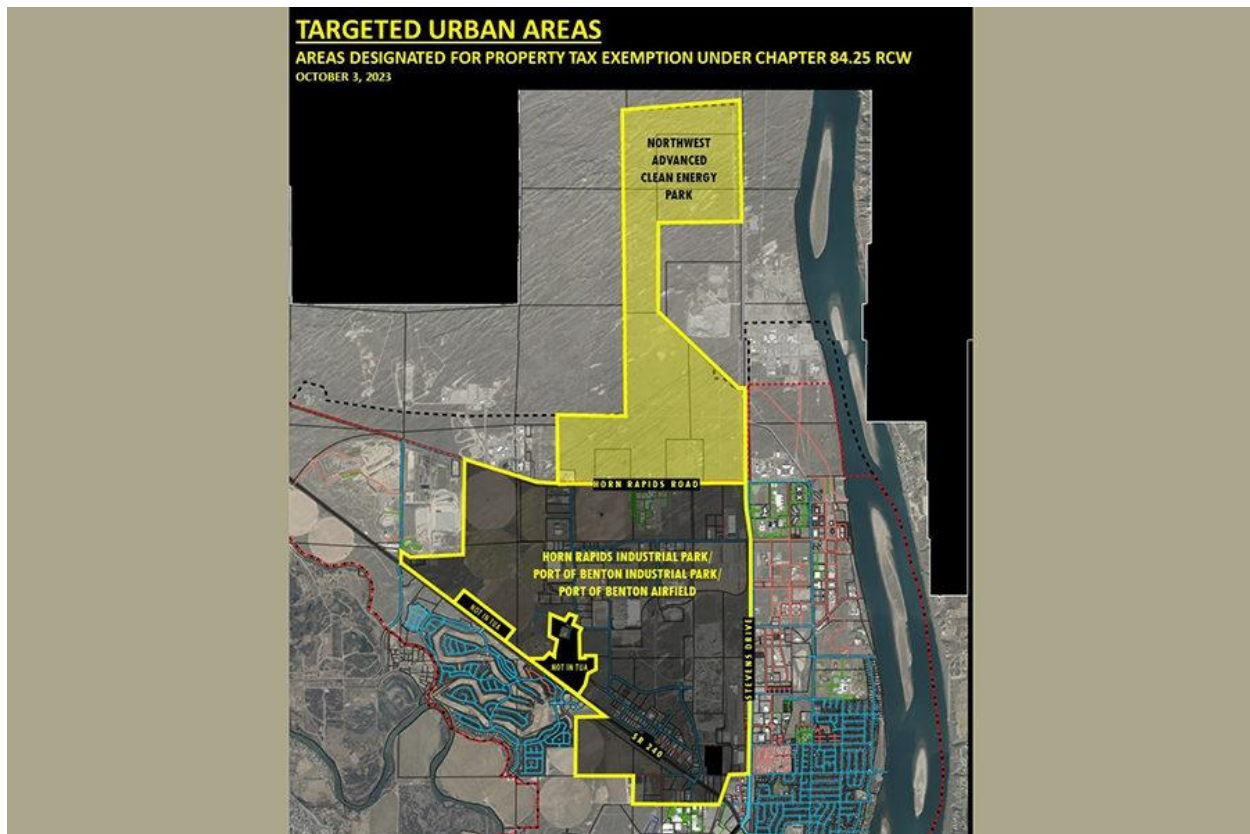 TARGETED URBAN AREAS
AREAS DESIGNATED FOR PROPERTY TAX EXEMPTION UNDER CHAPTER 84.25 RCW
OCTOBER 3, 2023
NORTHWEST
ADVANCED
CLEAN ENERGY
PARK
HORN RAPIDS ROAD
HORN RAPIDS INDUSTRIAL PARK/
PORT OF BENTON INDUSTRIAL PARK/
PORT OF BENTON AIRFIELD
NOT IN TUA
NOT IN TUA
STEVENS DRIVE
SR 240